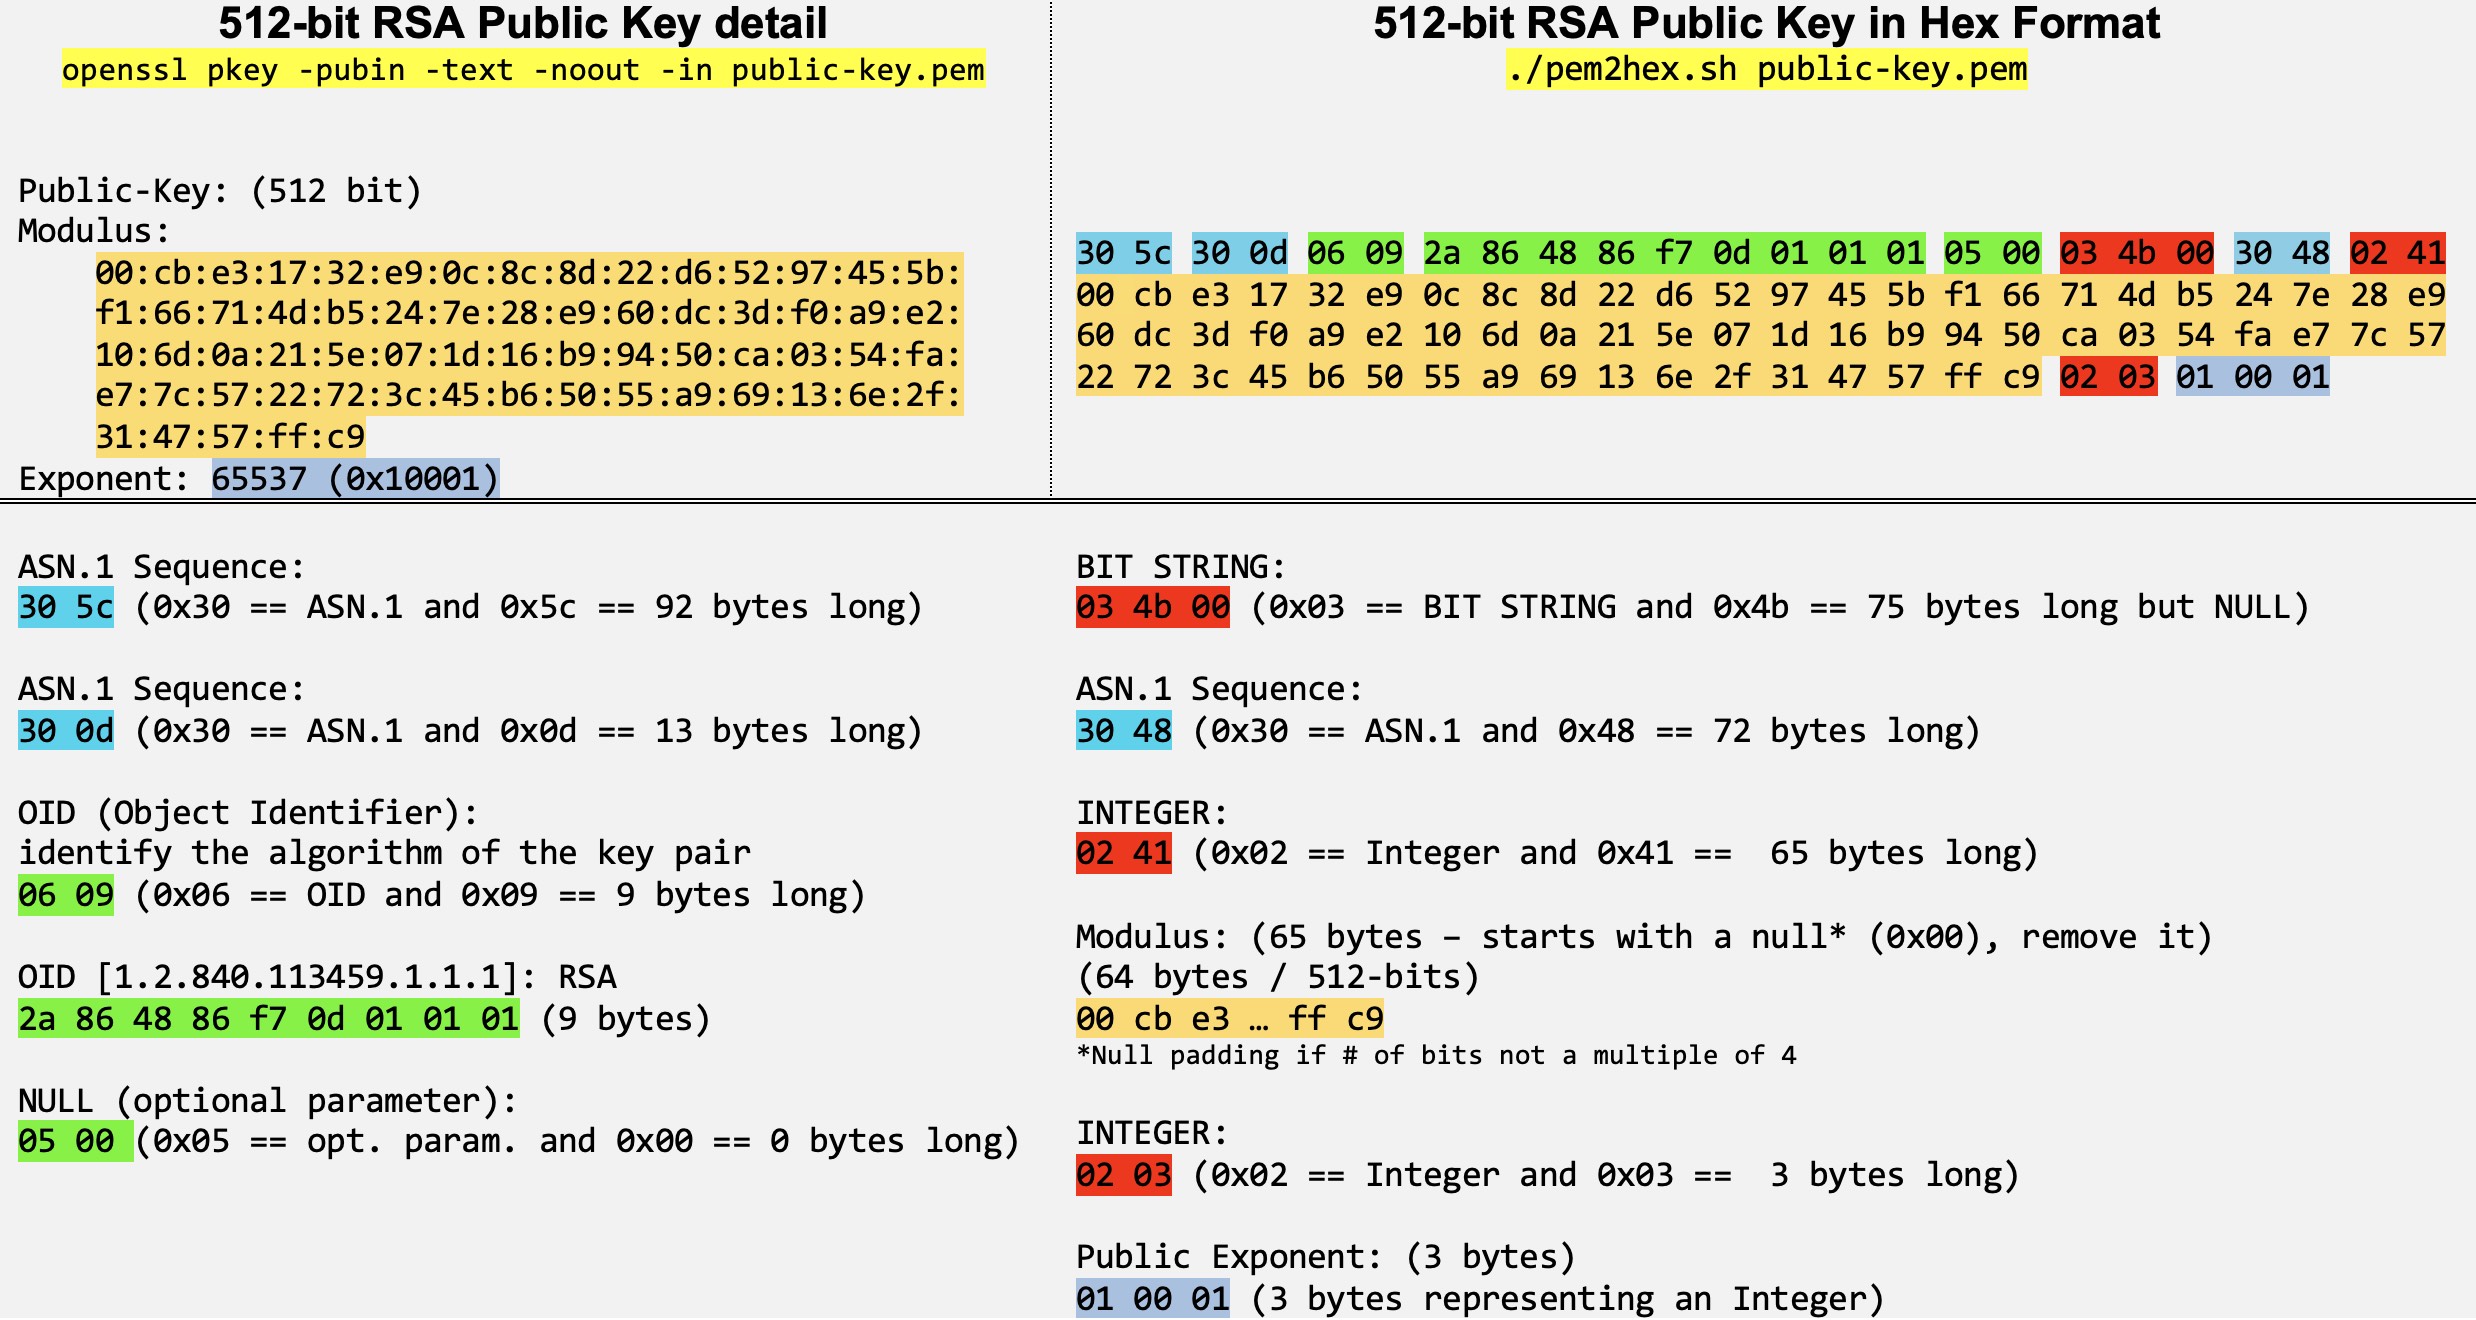 512-bit RSA Public Key detail
openssl pkey -pubin -text -noout -in public-key.pem
Public-Key: (512 bit)
Modulus:
00:cb:e3:17:32:e9:0c:8c:8d:22:d6:52:97:45:5b:
f1:66:71:4d:b5:24:7e:28:e9:60:dc:3d:f0:a9:e2:
10:6d:0a:21:5e:07:1d:16:b9:94:50:ca:03:54:fa:
e7:7c:57:22:72:3c:45:b6:50:55:a9:69:13:6e:2f:
31:47:57:ff:c9
Exponent: 65537 (0x10001)
512-bit RSA Public Key in Hex Format
./pem2hex.sh public-key.pem
30 5c 30 0d 06 09 2a 86 48 86 f7 0d 01 01 01 05 00 03 4b 00 30 48 02 41
00 cb e3 17 32 e9 0c 8c 8d 22 d6 52 97 45 5b f1 66 71 4d b5 24 7e 28 e9
60 dc 3d f0 a9 e2 10 6d 0a 21 5e 07 1d 16 b9 94 50 ca 03 54 fa e7 7c 57
22 72 3c 45 b6 50 55 a9 69 13 6e 2f 31 47 57 ff c9 02 03 01 00 01
ASN.1 Sequence:
30 5c (0x30 == ASN.1 and 0x5c == 92 bytes long)
ASN.1 Sequence:
30 0d (0x30 == ASN.1 and 0x0d == 13 bytes long)
OID (Object Identifier):
identify the algorithm of the key pair
06 09 (0x06 == OID and 0x09 == 9 bytes long)
OID [1.2.840.113459.1.1.1]: RSA
2a 86 48 86 f7 0d 01 01 01 (9 bytes)
NULL (optional parameter):
05 00 (0x05 == opt. param. and 0x00 == 0 bytes long)
BIT STRING:
03 4b 00 (0x03 == BIT STRING and 0x4b == 75 bytes long but NULL)
ASN.1 Sequence:
30 48 (0x30 == ASN.1 and 0x48 == 72 bytes long)
INTEGER:
02 41 (0x02 == Integer and 0x41 ==  65 bytes long)
Modulus: (65 bytes – starts with a null* (0x00), remove it)
(64 bytes / 512-bits)
00 cb e3 … ff c9
*Null padding if # of bits not a multiple of 4
INTEGER:
02 03 (0x02 == Integer and 0x03 ==  3 bytes long)
Public Exponent: (3 bytes)
01 00 01 (3 bytes representing an Integer)